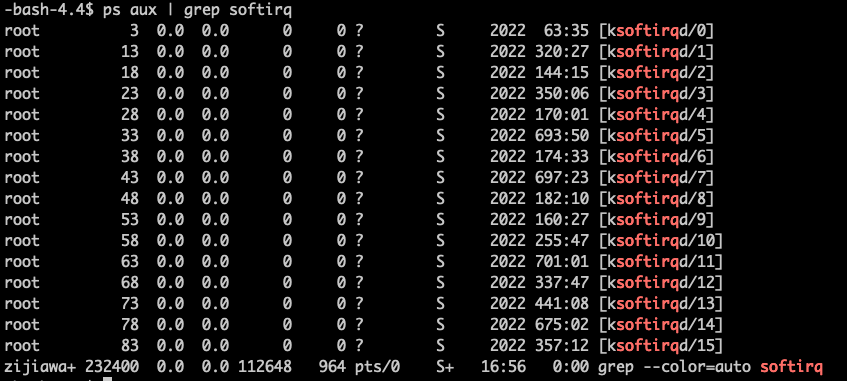 -bash-4.4$ ps aux | grep softirq
root 3 0.0 0.0 0 0 ? S 2022 63:35 [ksoftirqd/0]
root 13 0.0 0.0 0 0 ? S 2022 320:27 [ksoftirqd/1]
root 18 0.0 0.0 0 0 ? S 2022 144:15 [ksoftirqd/2]
root 23 0.0 0.0 0 0 ? S 2022 350:06 [ksoftirqd/3]
root 28 0.0 0.0 0 0 ? S 2022 170:01 [ksoftirqd/4]
root 33 0.0 0.0 0 0 ? S 2022 693:50 [ksoftirqd/5]
root 38 0.0 0.0 0 0 ? S 2022 174:33 [ksoftirqd/6]
root 43 0.0 0.0 0 0 ? S 2022 697:23 [ksoftirqd/7]
root 48 0.0 0.0 0 0 ? S 2022 182:10 [ksoftirqd/8]
root 53 0.0 0.0 0 0 ? S 2022 160:27 [ksoftirqd/9]
root 58 0.0 0.0 0 0 ? S 2022 255:47 [ksoftirqd/10]
root 63 0.0 0.0 0 0 ? S 2022 701:01 [ksoftirqd/11]
root 68 0.0 0.0 0 0 ? S 2022 337:47 [ksoftirqd/12]
root 73 0.0 0.0 0 0 ? S 2022 441:08 [ksoftirqd/13]
root 78 0.0 0.0 0 0 ? S 2022 675:02 [ksoftirqd/14]
root 83 0.0 0.0 0 0 ? S 2022 357:12 [ksoftirqd/15]
zijiawa+ 232400 0.0 0.0 112648 964 pts/0 S+ 16:56 0:00 grep --color=auto softirq